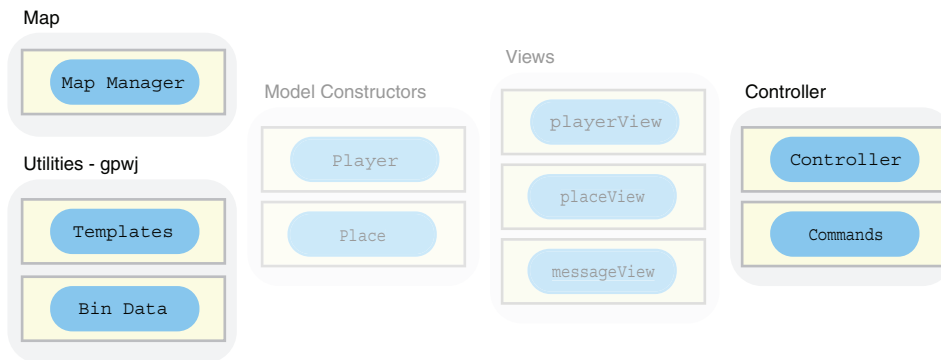 Map
Map Manager
Utilities - gpwj
Templates
Bin Data
Model Constructors
Player
Place
Views
playerView
placeView
messageView
Controller
Controller
Commands